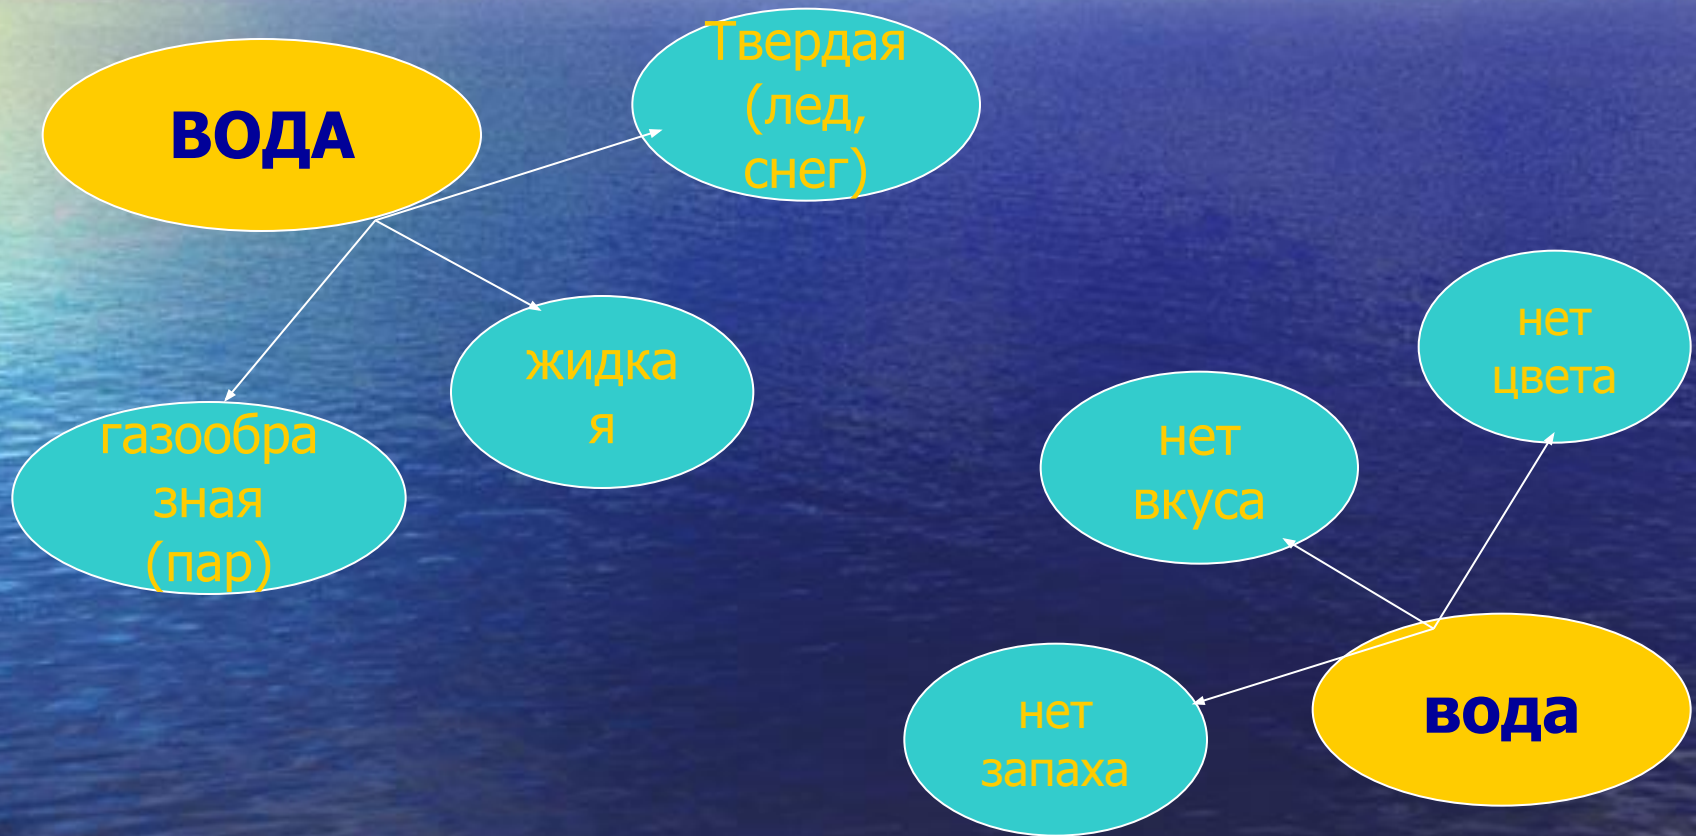 ВОДА
Твердая
(лед,
снег)
жидка
я
газообра
зная
(пар)
нет
цвета
нет
вкуса
нет
запаха
вода